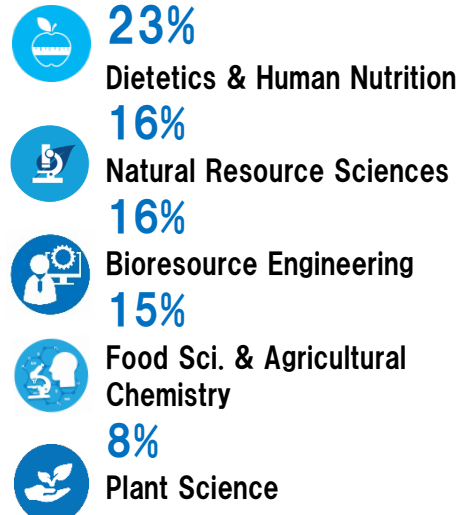 23%
Dietetics & Human Nutrition
16%
Natural Resource Sciences
16%
Bioresource Engineering
15%
Food Sci. & Agricultural
Chemistry
8%
Plant Science